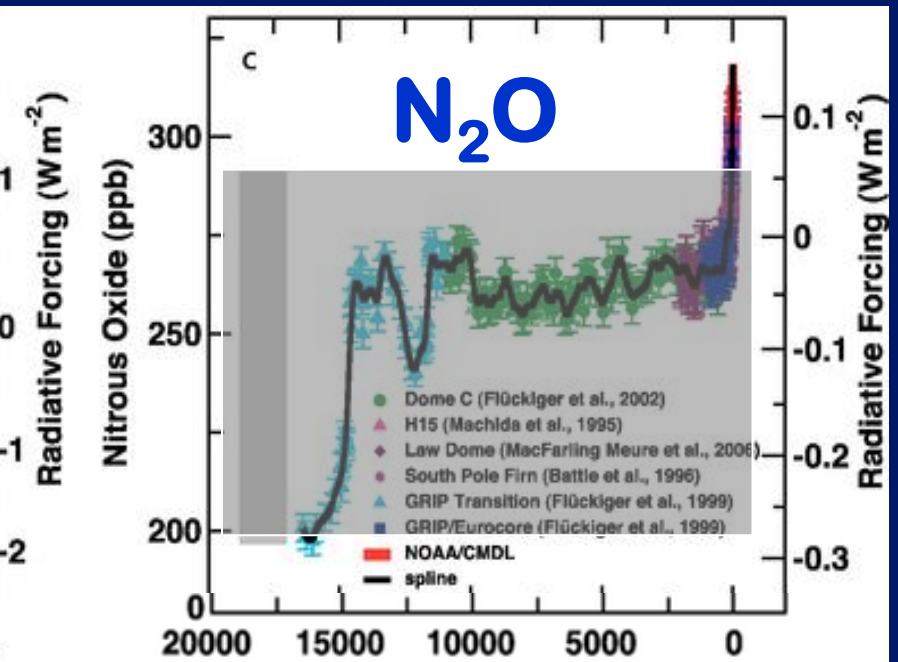 C
N₂O
Nitrous Oxide (ppb)
300
250
200
0
Radiative Forcing (Wm⁻²)
1
0
-1
-2
Radiative Forcing (Wm⁻²)
0.1
0
-0.1
-0.2
-0.3
Dome C (Flückiger et al., 2002)
H15 (Machida et al., 1995)
Law Dome (MacFarling Meure et al., 2006)
South Pole Firn (Battle et al., 1996)
GRIP Transition (Flückiger et al., 1999)
GRIP/Eurocore (Flückiger et al., 1999)
NOAA/CMDL
spline
20000 15000 10000 5000 0